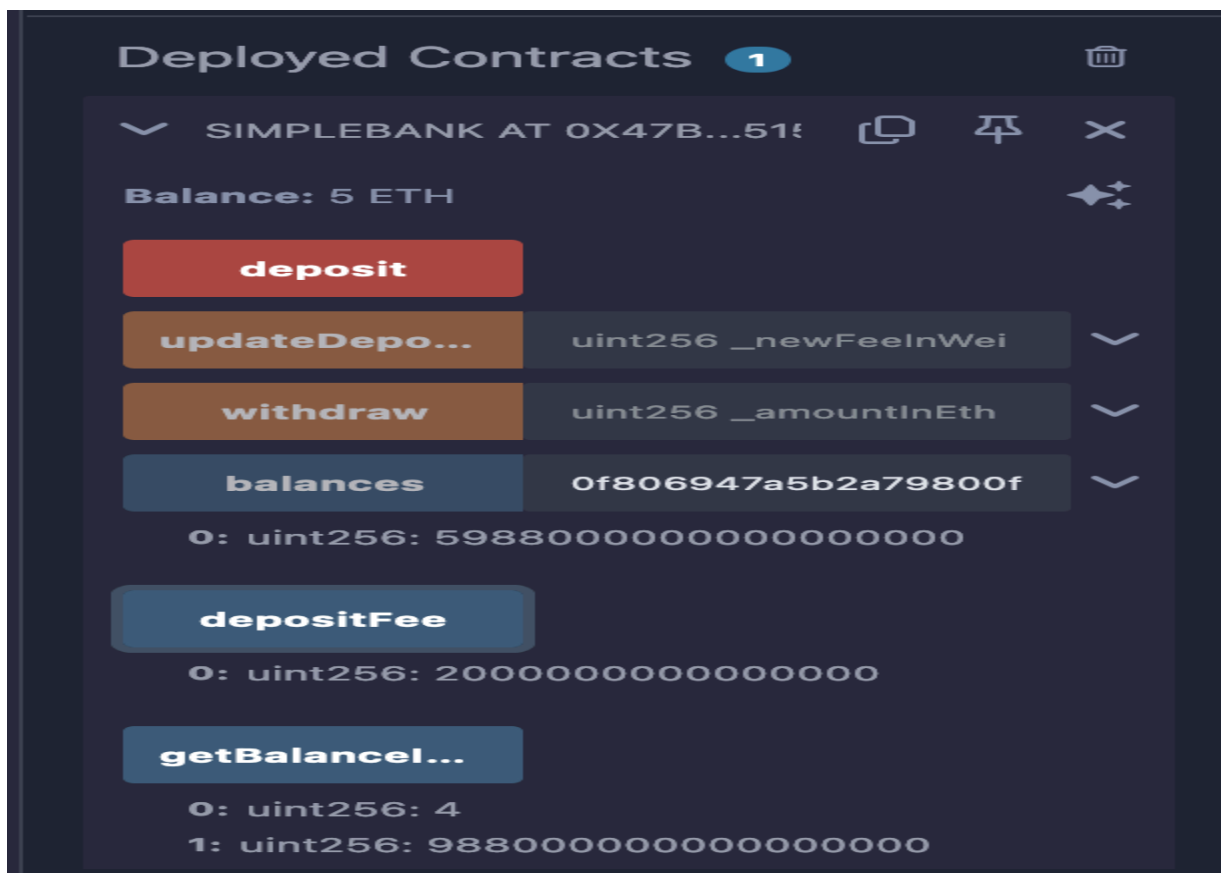 Deployed Contracts 1
SIMPLEBANK AT 0X47B...515
Balance: 5 ETH
deposit
updateDepo... uint256 _newFeeInWei
withdraw uint256 _amountInEth
balances 0f806947a5b2a79800f
0: uint256: 5988000000000000000
depositFee
0: uint256: 2000000000000000
getBalanceI...
0: uint256: 4
1: uint256: 988000000000000000